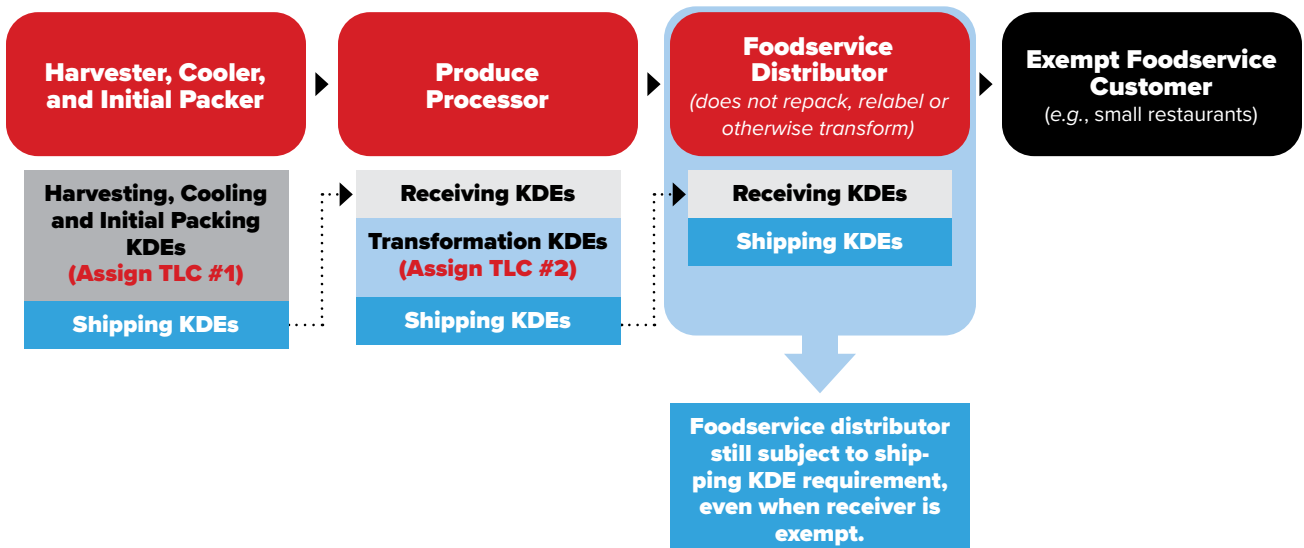 Harvester, Cooler,
and Initial Packer
Produce
Processor
Foodservice
Distributor
(does not repack, relabel or
otherwise transform)
Exempt Foodservice
Customer
(e.g., small restaurants)
Harvesting, Cooling
and Initial Packing
KDEs
(Assign TLC #1)
Shipping KDEs
Receiving KDEs
Transformation KDEs
(Assign TLC #2)
Shipping KDEs
Receiving KDEs
Shipping KDEs
Foodservice distributor
still subject to ship-
ping KDE requirement,
even when receiver is
exempt.